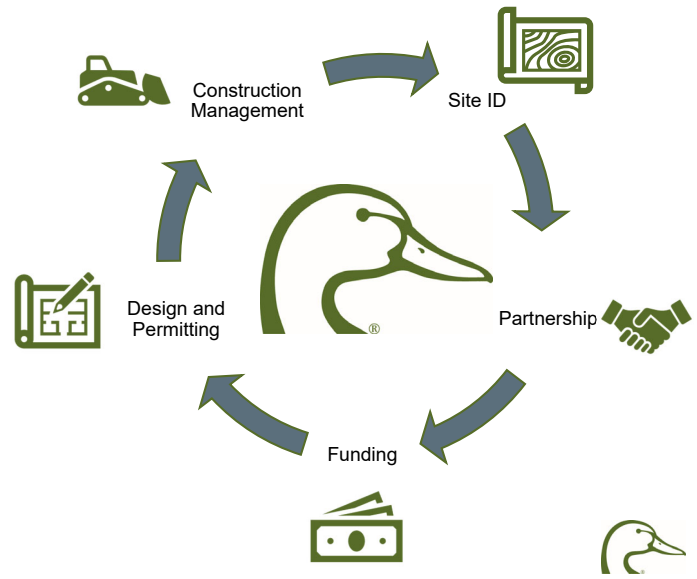 Construction
Management
Site ID
Design and
Permitting
Partnership
Funding
®